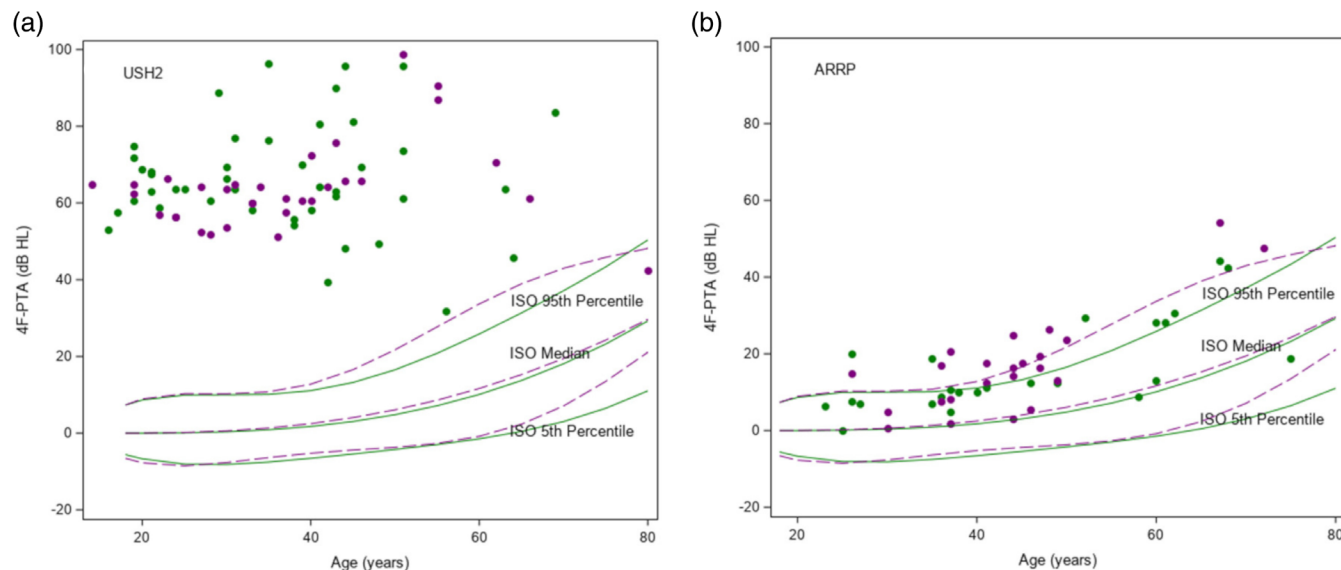 (a)
USH2
100
80
60
40
20
0
-20
4F-PTA (dB HL)
ISO 95th Percentile
ISO Median
ISO 5th Percentile
20
40
60
80
Age (years)
(b)
ARRP
100
80
60
40
20
0
-20
4F-PTA (dB HL)
ISO 95th Percentile
ISO Median
ISO 5th Percentile
20
40
60
80
Age (years)